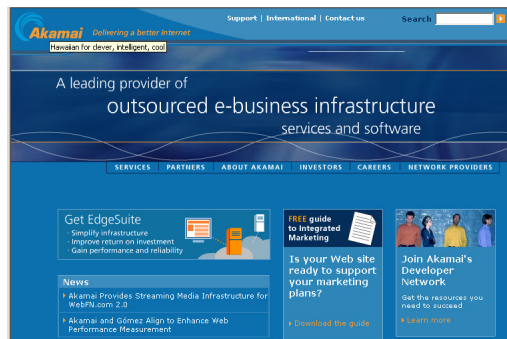 Support | International | Contact us
Search
Akamai Delivering a better Internet
Hawaiian for clever, intelligent, cool
A leading provider of
outsourced e-business infrastructure
services and software
SERVICES PARTNERS ABOUT AKAMAI INVESTORS CAREERS NETWORK PROVIDERS
Get EdgeSuite
· Simplify infrastructure
· Improve return on investment
· Gain performance and reliability
News
Akamai Provides Streaming Media Infrastructure for
WebFN.com 2.0
Akamai and Gómez Align to Enhance Web
Performance Measurement
FREE guide
to Integrated
Marketing
Is your Web site
ready to support
your marketing
plans?
Download the guide
Join Akamai's
Developer
Network
Get the resources you
need to succeed
Learn more